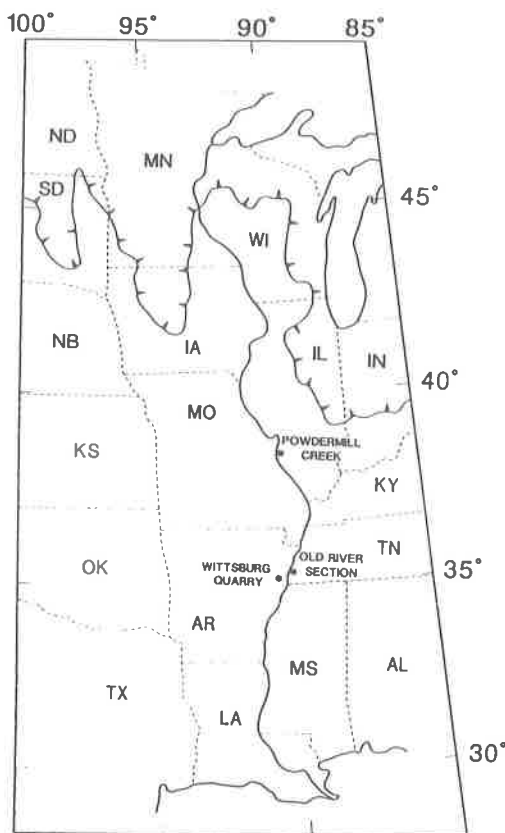 100° 95° 90° 85°
ND
MN
SD
45°
WI
NB
IA
IL
IN
40°
MO
POWDERMILL
CREEK
KS
KY
TN
OLD RIVER
SECTION
WITTSBURG
QUARRY
OK
35°
AR
MS
AL
TX
LA
30°